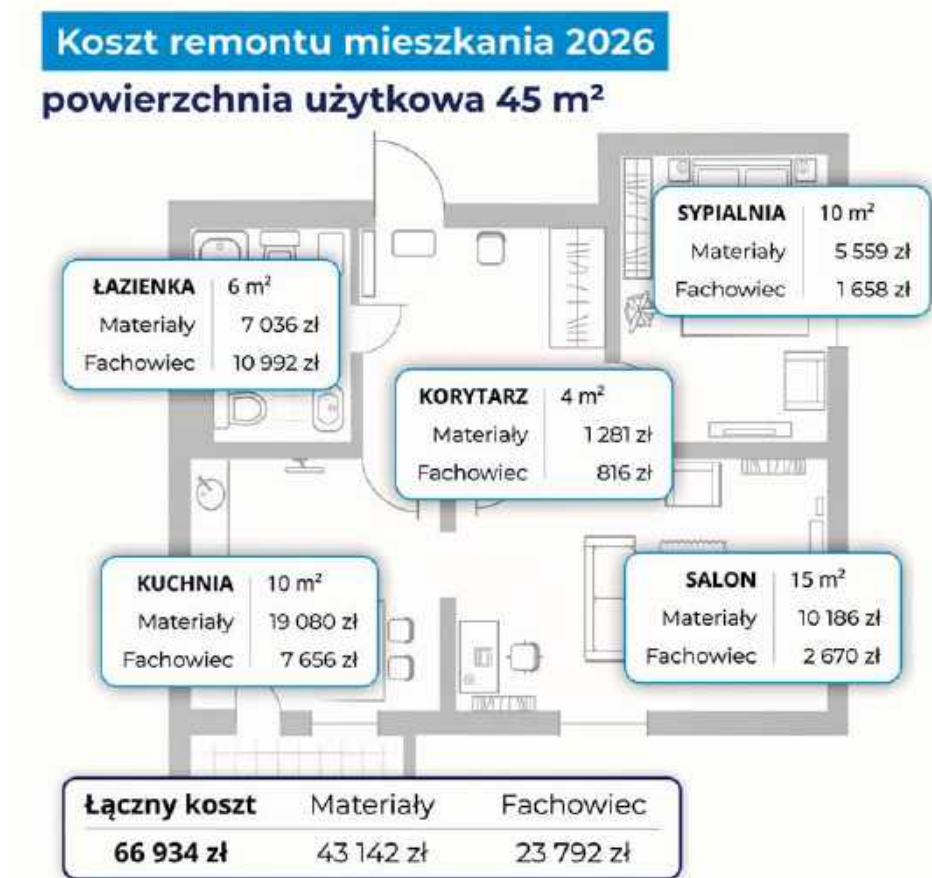 Koszt remontu mieszkania 2026
powierzchnia użytkowa 45 m²
SYPIALNIA 10 m²
Materiały 5 559 zł
Fachowiec 1 658 zł
ŁAZIENKA 6 m²
Materiały 7 036 zł
Fachowiec 10 992 zł
KORYTARZ 4 m²
Materiały 1 281 zł
Fachowiec 816 zł
KUCHNIA 10 m²
Materiały 19 080 zł
Fachowiec 7 656 zł
SALON 15 m²
Materiały 10 186 zł
Fachowiec 2 670 zł
Łączny koszt Materiały Fachowiec
66 934 zł 43 142 zł 23 792 zł